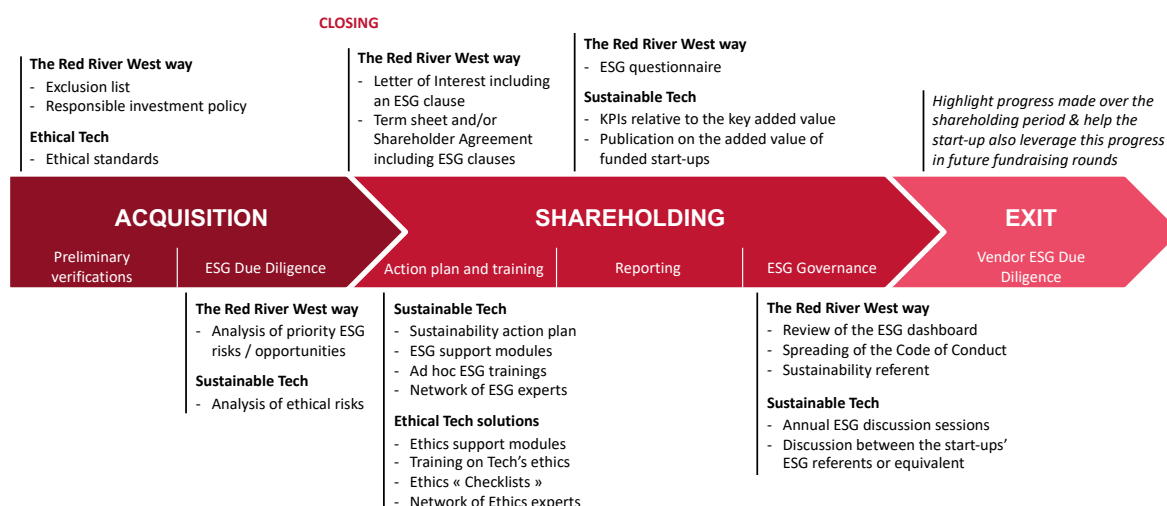 CLOSING
The Red River West way
- Exclusion list
- Responsible investment policy
Ethical Tech
- Ethical standards
The Red River West way
- Letter of Interest including
an ESG clause
- Term sheet and/or
Shareholder Agreement
including ESG clauses
The Red River West way
- ESG questionnaire
Sustainable Tech
- KPIs relative to the key added value
- Publication on the added value of
funded start-ups
Highlight progress made over the
shareholding period & help the
start-up also leverage this progress
in future fundraising rounds
ACQUISITION
SHAREHOLDING
EXIT
Preliminary
verifications
ESG Due Diligence
Action plan and training
Reporting
ESG Governance
Vendor ESG Due
Diligence
The Red River West way
- Analysis of priority ESG
risks / opportunities
Sustainable Tech
- Analysis of ethical risks
Sustainable Tech
- Sustainability action plan
- ESG support modules
- Ad hoc ESG trainings
- Network of ESG experts
Ethical Tech solutions
- Ethics support modules
- Training on Tech's ethics
- Ethics « Checklists »
- Network of Ethics experts
The Red River West way
- Review of the ESG dashboard
- Spreading of the Code of Conduct
- Sustainability referent
Sustainable Tech
- Annual ESG discussion sessions
- Discussion between the start-ups'
ESG referents or equivalent